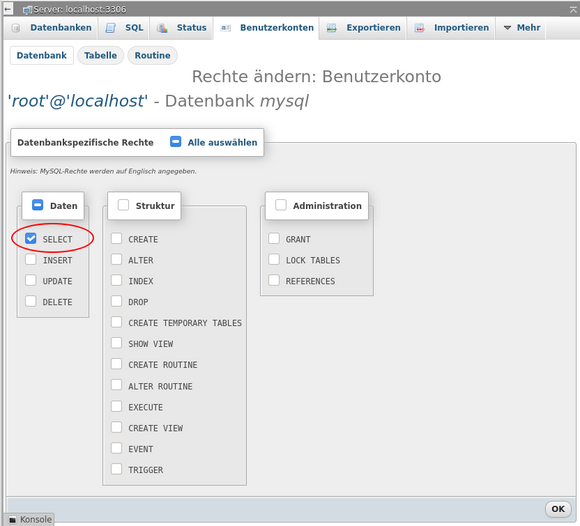 Server: localhost:3306
Datenbanken SQL Status Benutzerkonten Exportieren Importieren Mehr
Datenbank Tabelle Routine
Rechte ändern: Benutzerkonto
'root'@'localhost' - Datenbank mysql
Datenbankspezifische Rechte Alle auswählen
Hinweis: MySQL-Rechte werden auf Englisch angegeben.
Daten
SELECT
INSERT
UPDATE
DELETE
Struktur
CREATE
ALTER
INDEX
DROP
CREATE TEMPORARY TABLES
SHOW VIEW
CREATE ROUTINE
ALTER ROUTINE
EXECUTE
CREATE VIEW
EVENT
TRIGGER
Administration
GRANT
LOCK TABLES
REFERENCES
OK
Konsole